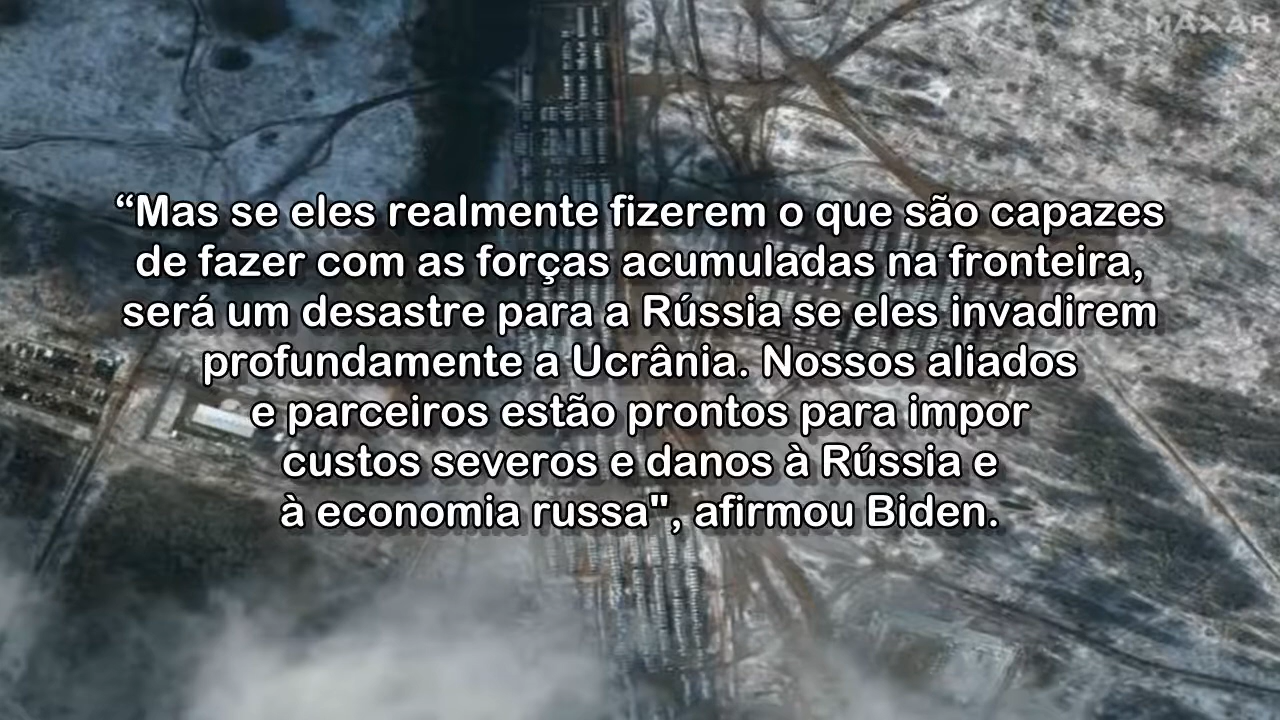 MAXAR
“Mas se eles realmente fizerem o que são capazes
de fazer com as forças acumuladas na fronteira,
será um desastre para a Rússia se eles invadirem
profundamente a Ucrânia. Nossos aliados
e parceiros estão prontos para impor
custos severos e danos à Rússia e
à economia russa", afirmou Biden.